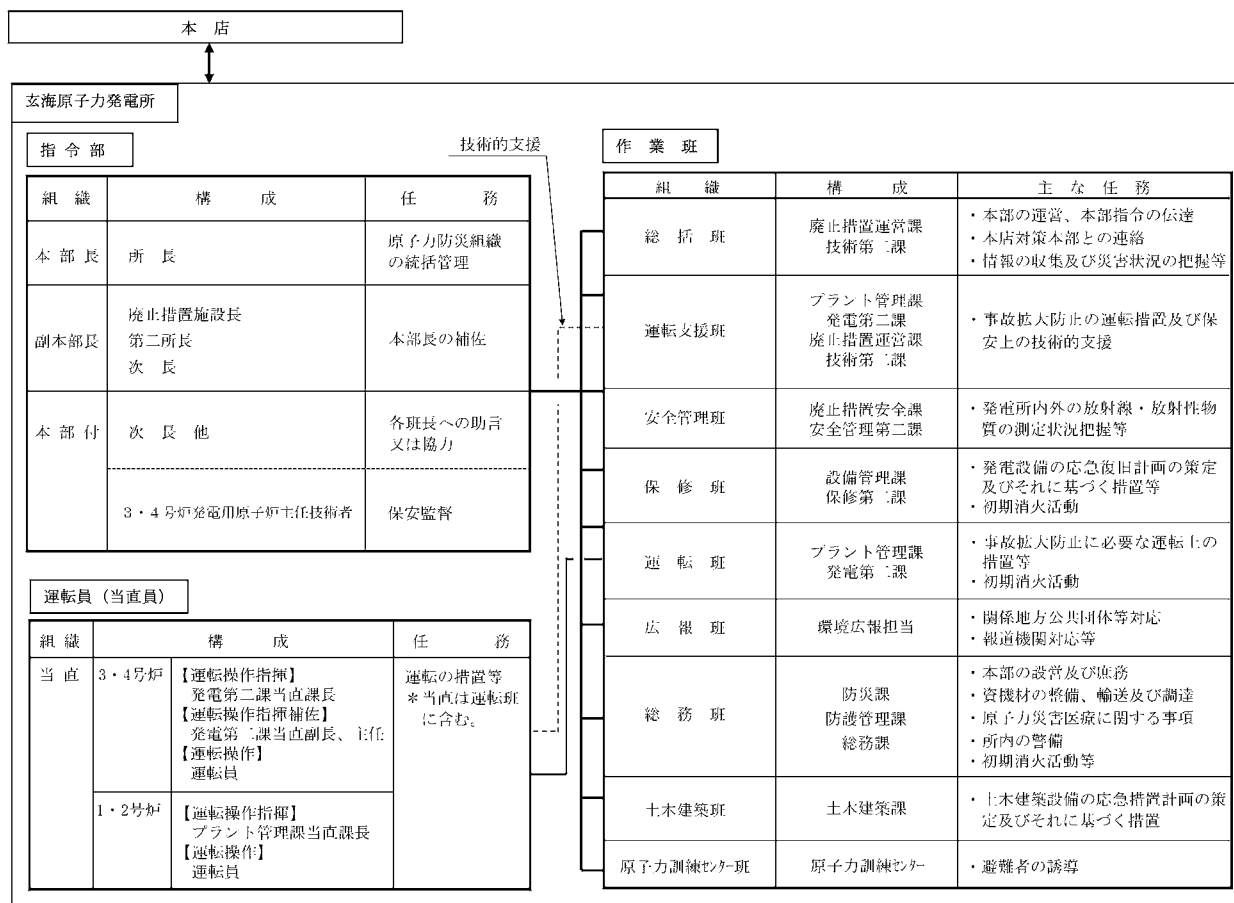 本店
玄海原子力発電所
指令部
組織 構成 任務
本部長 所長 原子力防災組織
の統括管理
副本部長 廃止措置施設長
第二所長
次長
本部長の補佐
本部付 次長他 各班長への助言
又は協力
3・4号炉発電用原子炉主任技術者 保安監督
運転員(当直員)
組織 構成 任務
当直 3・4号炉 【運転操作指揮】
発電第二課当直課長
【運転操作指揮補佐】
発電第二課当直副長、主任
【運転操作】
運転員
1・2号炉 【運転操作指揮】
プラント管理課当直課長
【運転操作】
運転員
運転の措置等
*当直は運転班
に含む。
技術的支援
作業班
組織 構成 主な任務
総括班 廃止措置運営課
技術第二課
・本部の運営、本部指令の伝達
・本店対策本部との連絡
・情報の収集及び災害状況の把握等
運転支援班 プラント管理課
発電第二課
廃止措置運営課
技術第二課
・事故拡大防止の運転措置及び保
安上の技術的支援
安全管理班 廃止措置安全課
安全管理第二課
・発電所内外の放射線・放射性物
質の測定状況把握等
保修班 設備管理課
保修第二課
・発電設備の応急復旧計画の策定
及びそれに基づく措置等
・初期消火活動
運転班 プラント管理課
発電第二課
・事故拡大防止に必要な運転上の
措置等
・初期消火活動
広報班 環境広報担当 ・関係地方公共団体等対応
・報道機関対応等
総務班 防災課
防護管理課
総務課
・本部の設営及び庶務
・資機材の整備、輸送及び調達
・原子力災害医療に関する事項
・所内の警備
・初期消火活動等
土木建築班 土木建築課 ・土木建築設備の応急措置計画の策
定及びそれに基づく措置
原子力訓練センター班 原子力訓練センター ・避難者の誘導